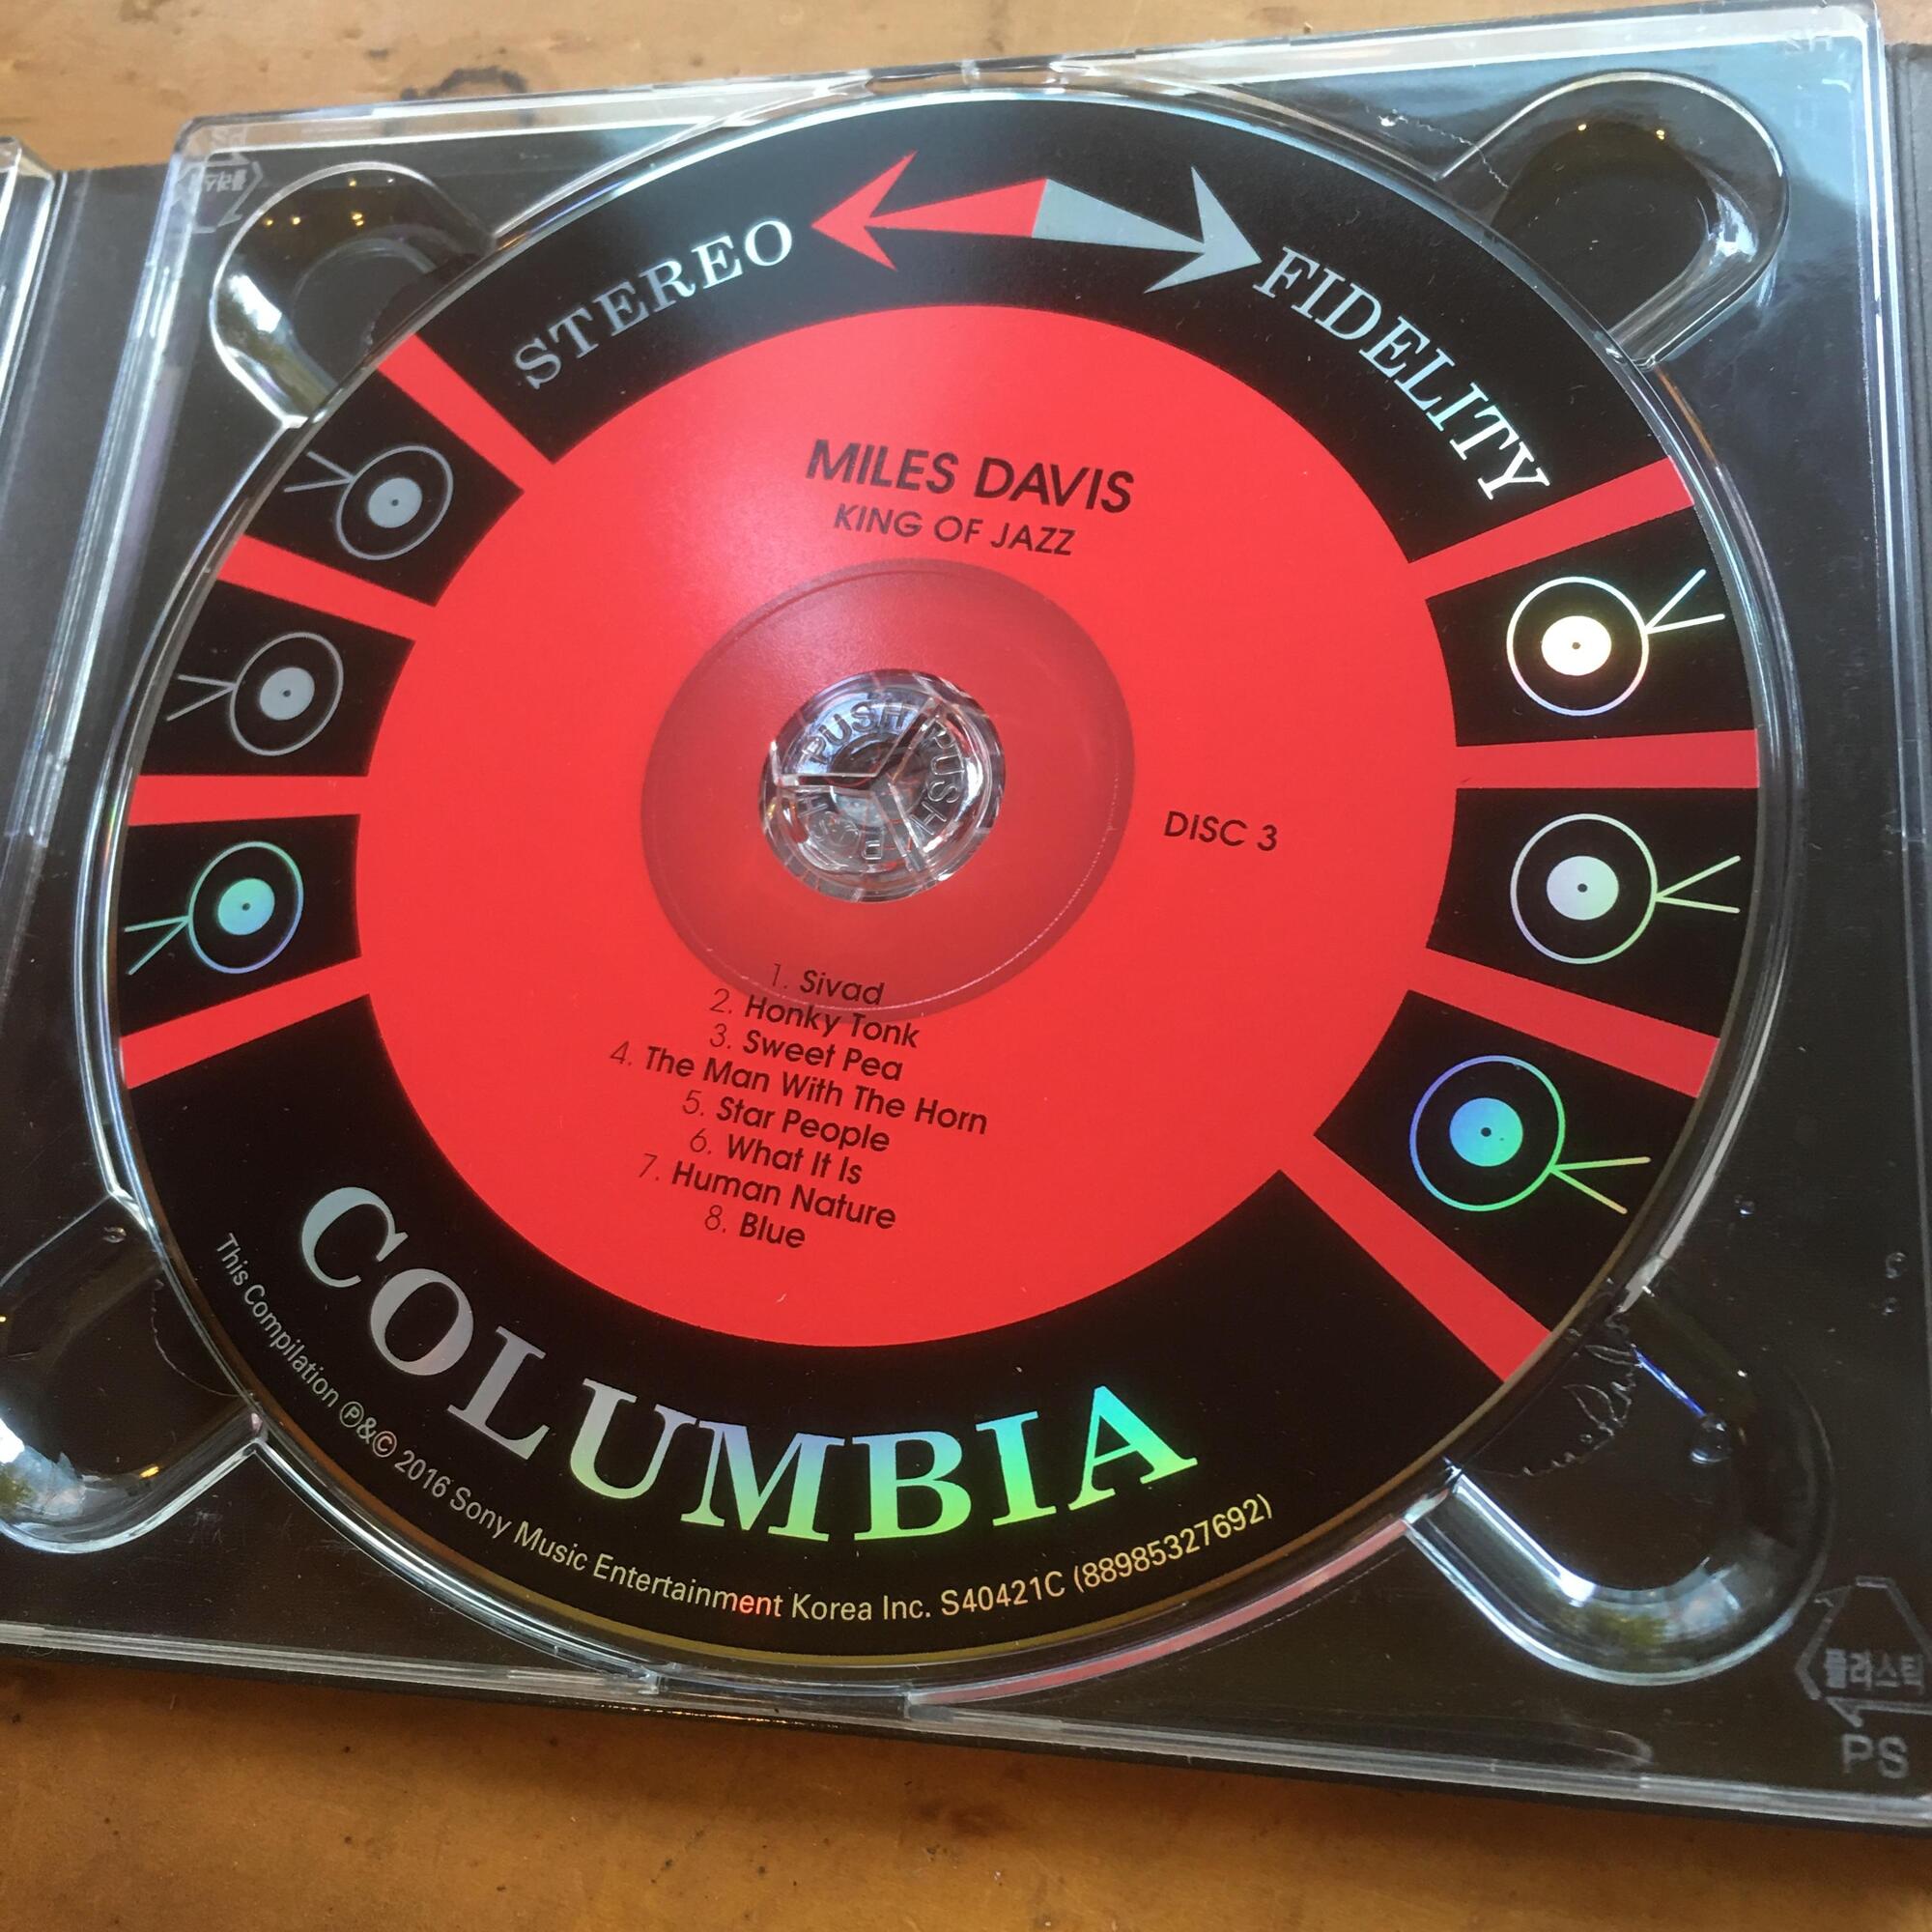 STEREO FIDELITY
MILES DAVIS
KING OF JAZZ
PUSH PUSH PUSH
DISC 3
1. Sivad
2. Honky Tonk
3. Sweet Pea
4. The Man With The Horn
5. Star People
6. What It Is
7. Human Nature
8. Blue
COLUMBIA
This Compilation ℗&© 2016 Sony Music Entertainment Korea Inc. S40421C (88985327692)
플라스틱
PS